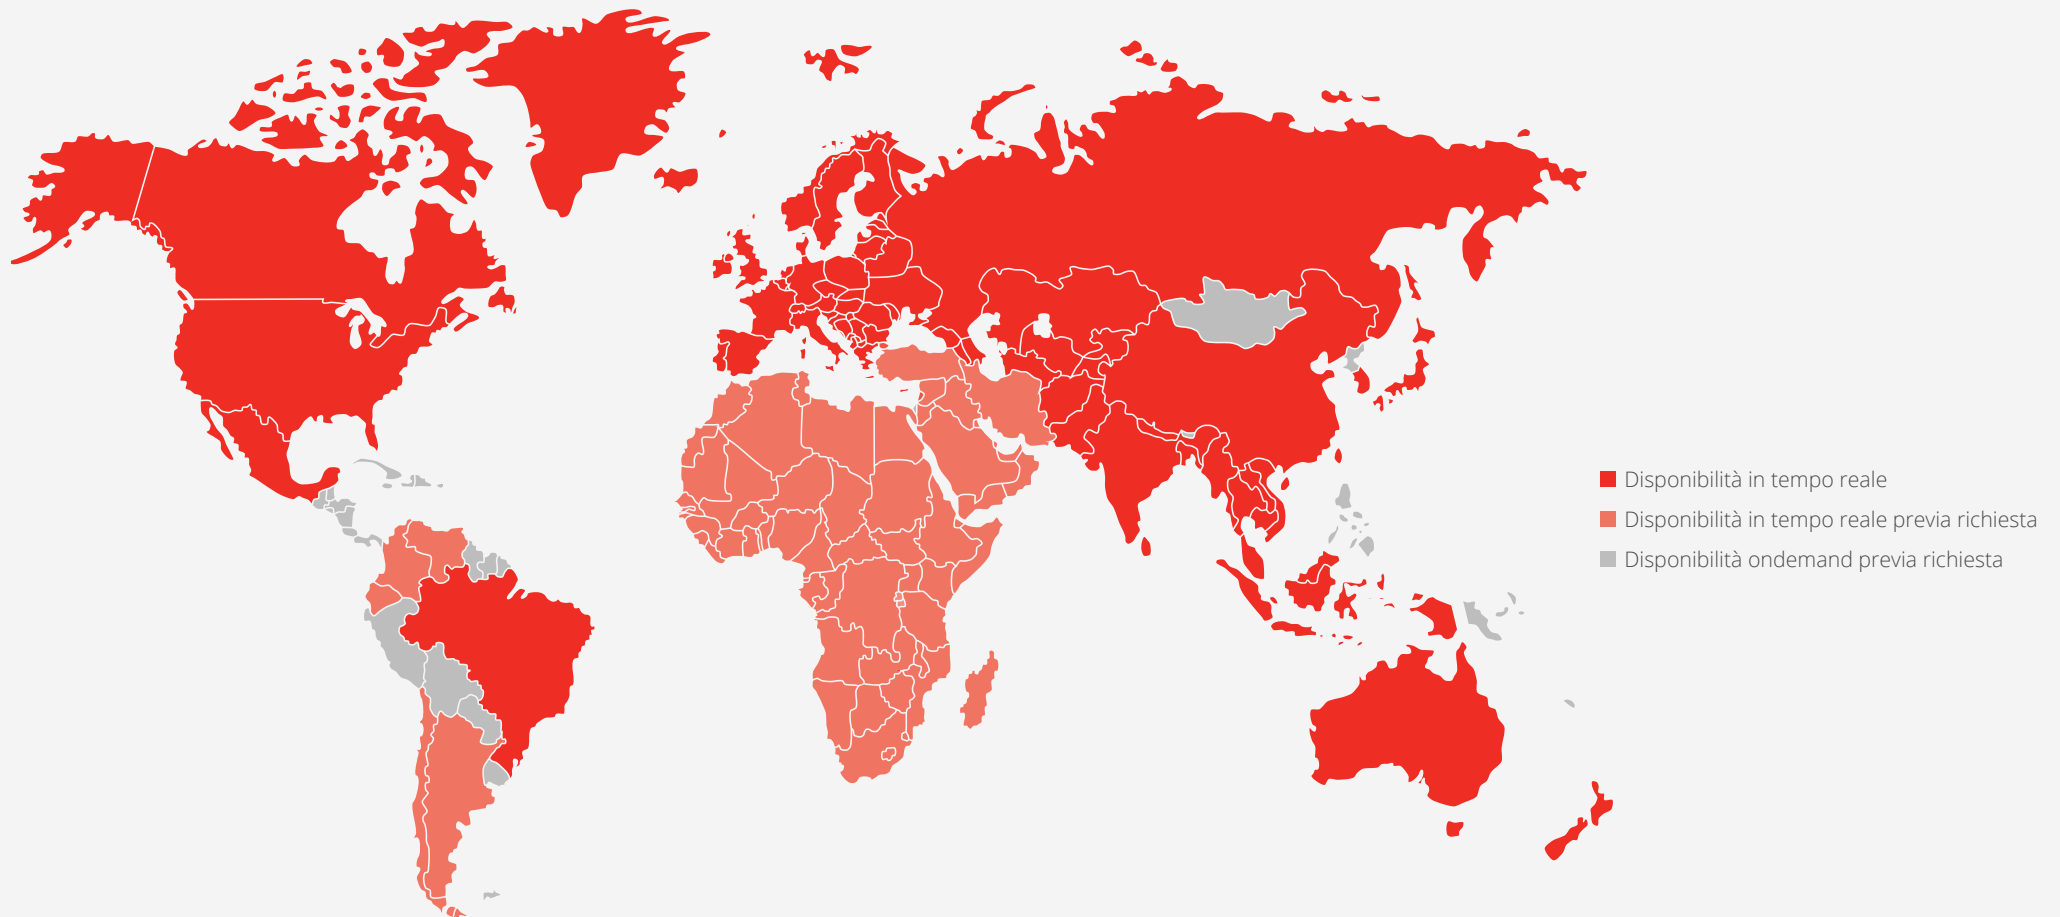 Disponibilità in tempo reale
Disponibilità in tempo reale previa richiesta
Disponibilità ondemand previa richiesta